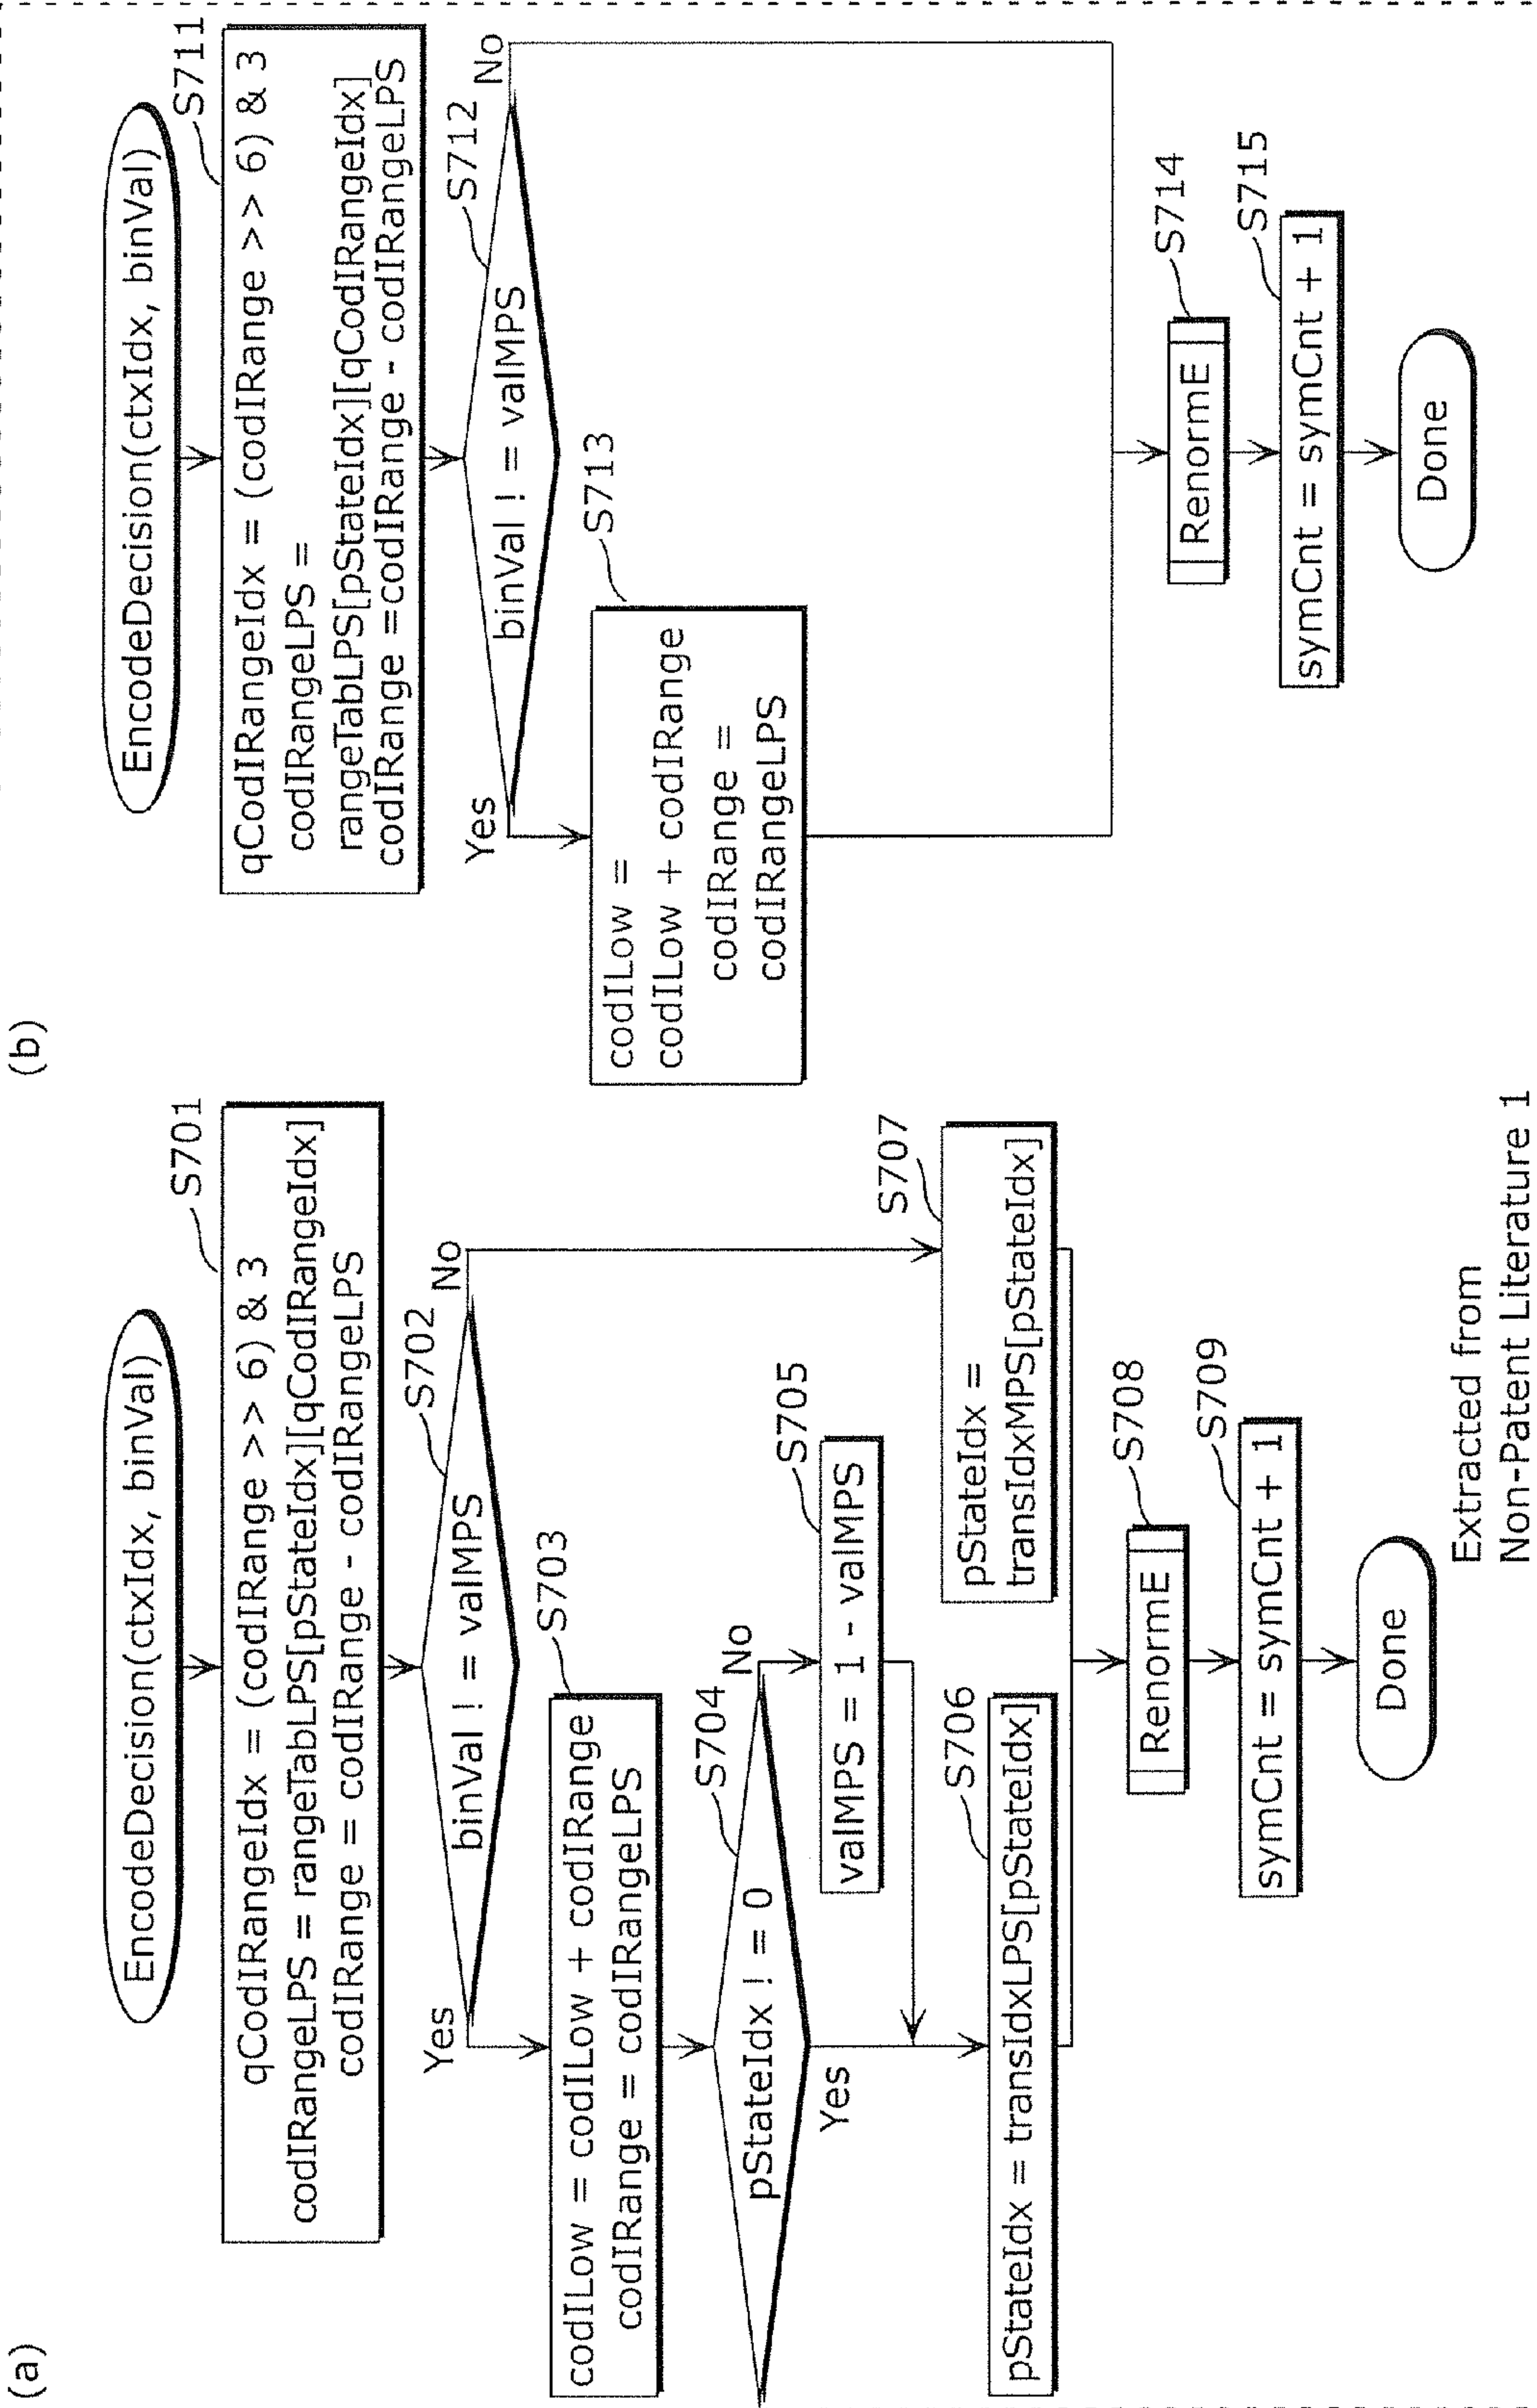 (a)
EncodeDecision(ctxIdx, binVal)
S701
qCodIRangeIdx = (codIRange >> 6) & 3
codIRangeLPS = rangeTabLPS[pStateIdx][qCodIRangeIdx]
codIRange = codIRange - codIRangeLPS
S702
binVal ! = valMPS
Yes
No
S703
codILow = codILow + codIRange
codIRange = codIRangeLPS
S704
pStateIdx ! = 0
No
Yes
S705
valMPS = 1 - valMPS
S706
pStateIdx = transIdxLPS[pStateIdx]
S707
pStateIdx =
transIdxMPS[pStateIdx]
S708
RenormE
S709
symCnt = symCnt + 1
Done
Extracted from
Non-Patent Literature 1
(b)
EncodeDecision(ctxIdx, binVal)
S711
qCodIRangeIdx = (codIRange >> 6) & 3
codIRangeLPS =
rangeTabLPS[pStateIdx][qCodIRangeIdx]
codIRange =codIRange - codIRangeLPS
S712
binVal ! = valMPS
Yes
No
S713
codILow =
codILow + codIRange
codIRange =
codIRangeLPS
S714
RenormE
S715
symCnt = symCnt + 1
Done